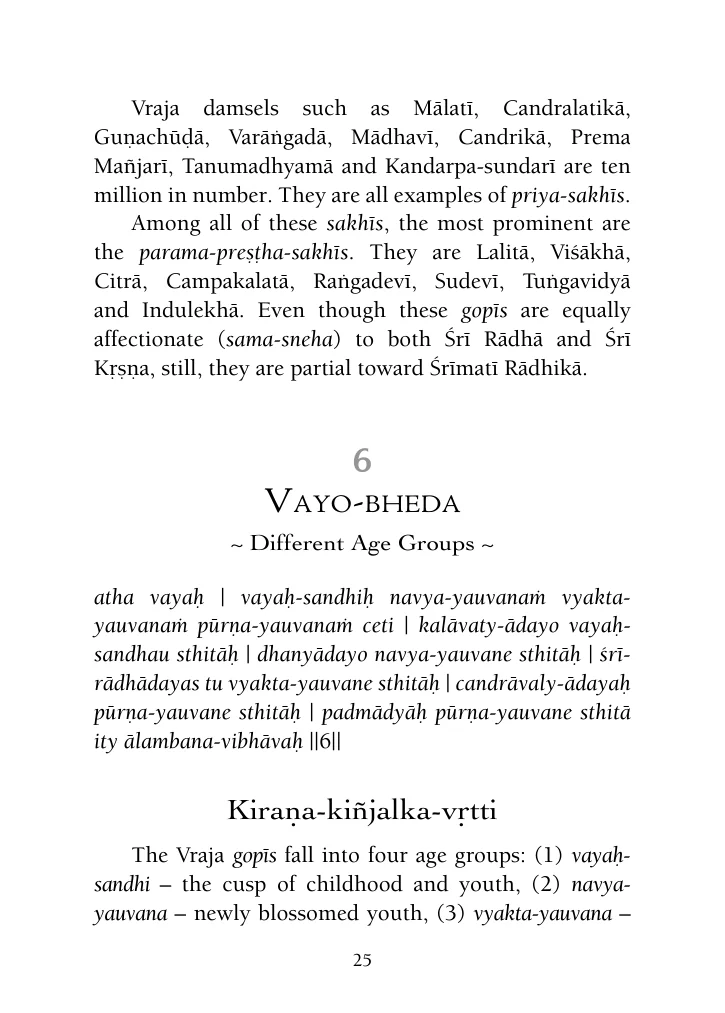 Vraja damsels such as Mālatī, Candralatikā,
Guṇachūḍā, Varāṅgadā, Mādhavī, Candrikā, Prema
Mañjarī, Tanumadhyamā and Kandarpa-sundarī are ten
million in number. They are all examples of priya-sakhīs.
Among all of these sakhīs, the most prominent are
the parama-preṣṭha-sakhīs. They are Lalitā, Viśākhā,
Citrā, Campakalatā, Raṅgadevī, Sudevī, Tuṅgavidyā
and Indulekhā. Even though these gopīs are equally
affectionate (sama-sneha) to both Śrī Rādhā and Śrī
Kṛṣṇa, still, they are partial toward Śrīmatī Rādhikā.
6
Vayo-bheda
~ Different Age Groups ~
atha vayaḥ | vayaḥ-sandhiḥ navya-yauvanaṁ vyakta-
yauvanaṁ pūrṇa-yauvanaṁ ceti | kalāvaty-ādayo vayaḥ-
sandhau sthitāḥ | dhanyādayo navya-yauvane sthitāḥ | śrī-
rādhādayas tu vyakta-yauvane sthitāḥ | candrāvaly-ādayaḥ
pūrṇa-yauvane sthitāḥ | padmādyāḥ pūrṇa-yauvane sthitā
ity ālambana-vibhāvaḥ ||6||
Kiraṇa-kiñjalka-vṛtti
The Vraja gopīs fall into four age groups: (1) vayaḥ-
sandhi – the cusp of childhood and youth, (2) navya-
yauvana – newly blossomed youth, (3) vyakta-yauvana –
25